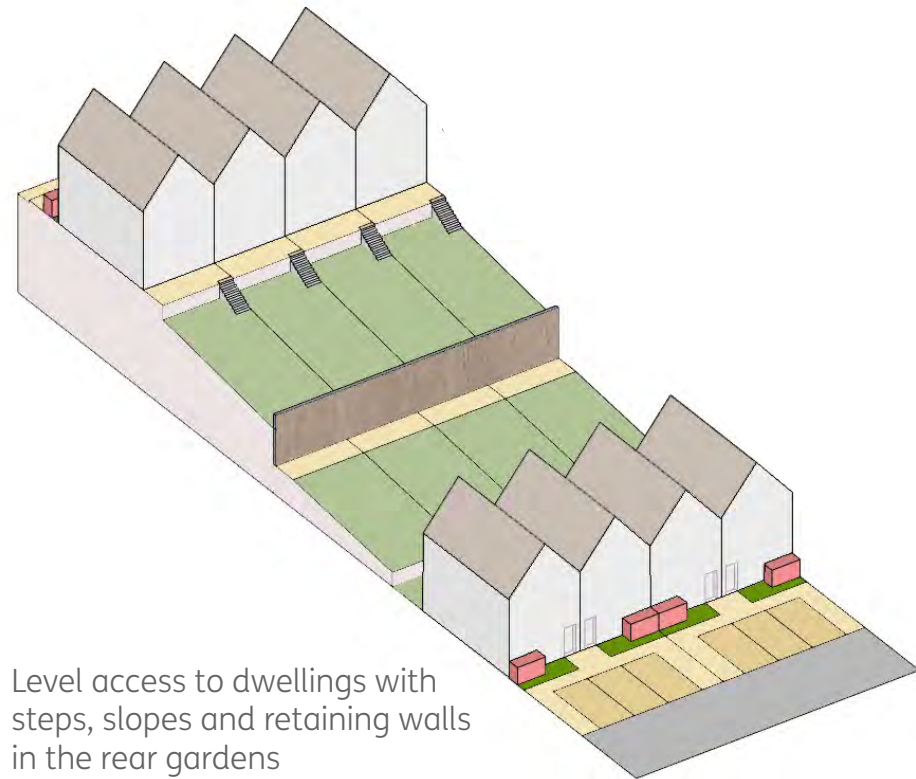 Level access to dwellings with
steps, slopes and retaining walls
in the rear gardens